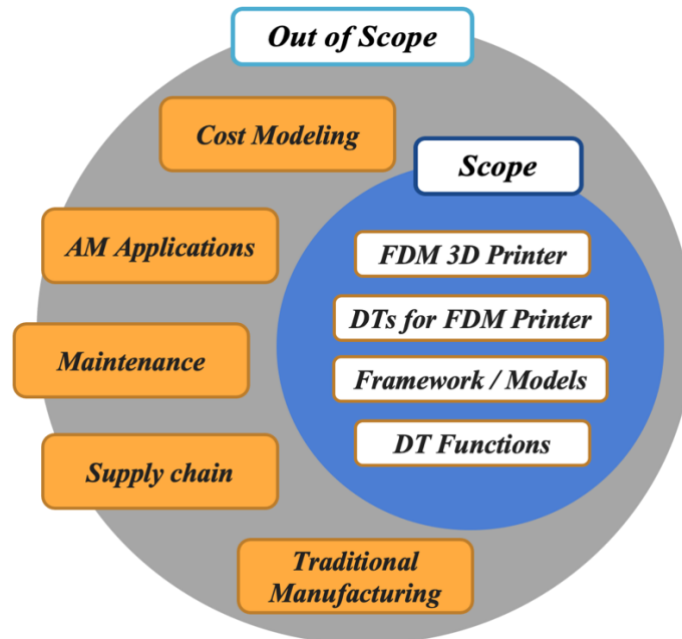 Out of Scope
Cost Modeling
Scope
AM Applications
FDM 3D Printer
DTs for FDM Printer
Maintenance
Framework / Models
DT Functions
Supply chain
Traditional
Manufacturing